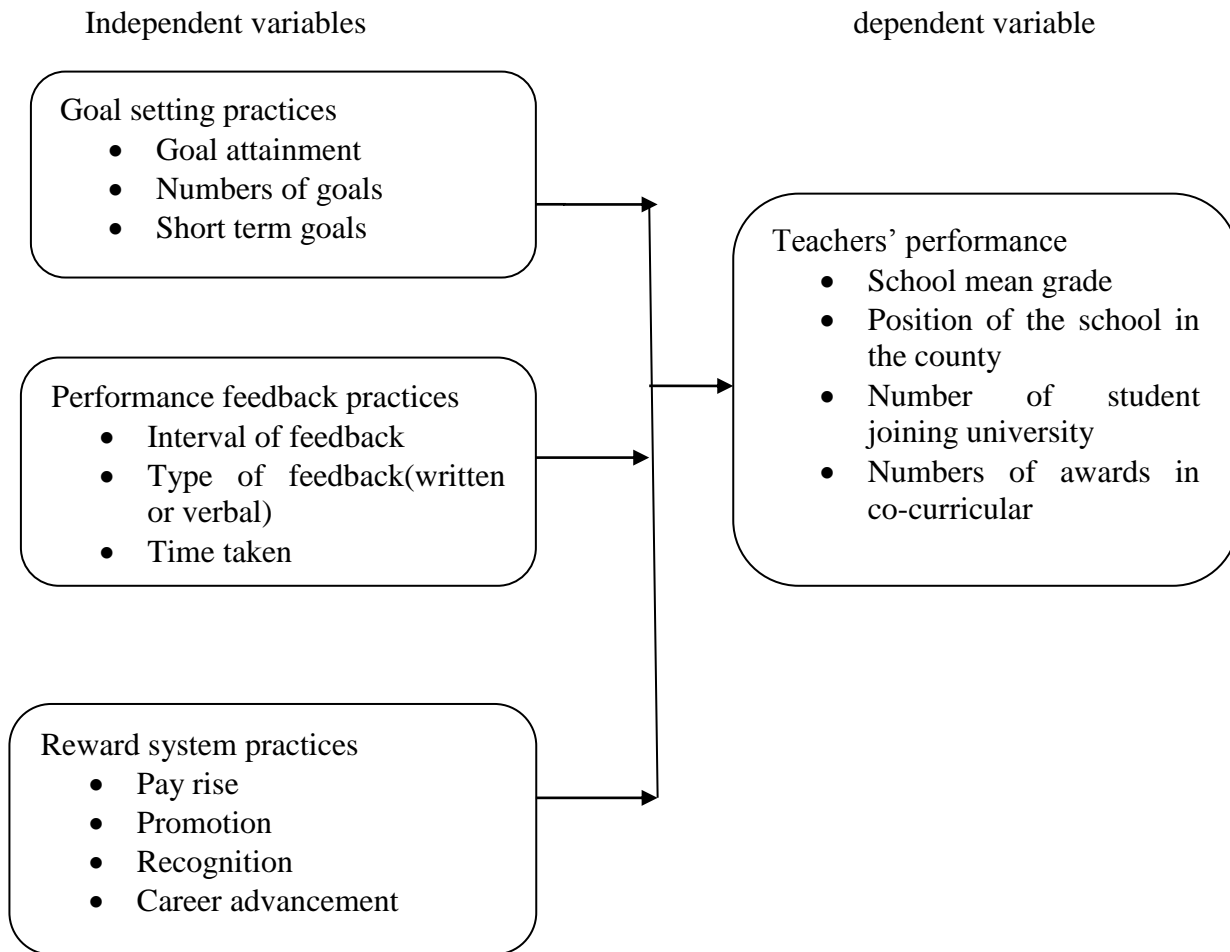 Independent variables
dependent variable
Goal setting practices
• Goal attainment
• Numbers of goals
• Short term goals
Performance feedback practices
• Interval of feedback
• Type of feedback(written
or verbal)
• Time taken
Reward system practices
• Pay rise
• Promotion
• Recognition
• Career advancement
Teachers’ performance
• School mean grade
• Position of the school in
the county
• Number of student
joining university
• Numbers of awards in
co-curricular